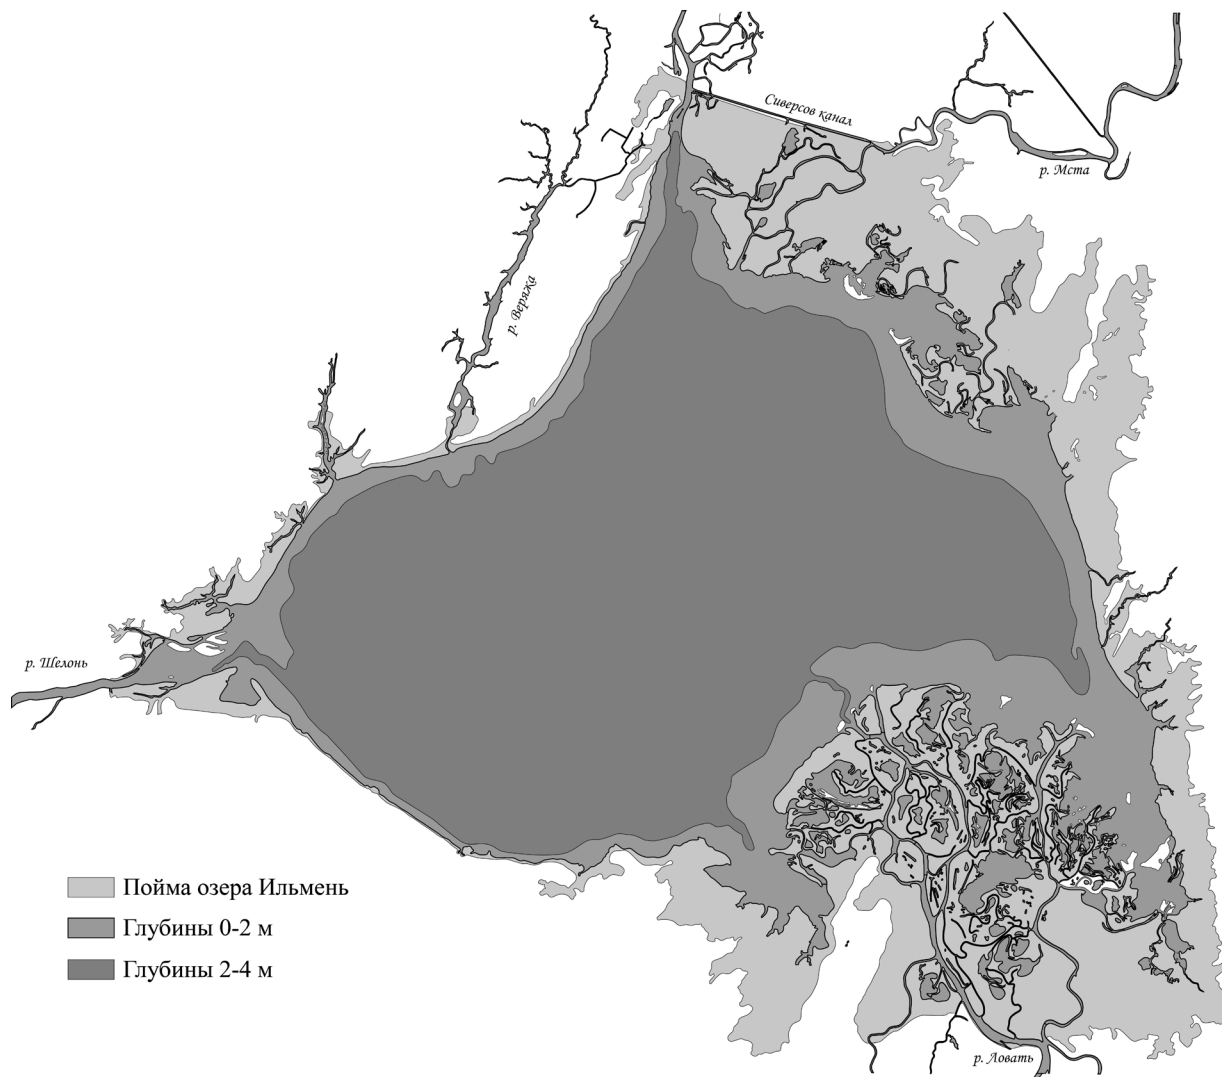 Сиверсов канал
р. Мста
р. Веряжа
р. Шелонь
Пойма озера Ильмень
Глубины 0-2 м
Глубины 2-4 м
р. Ловать